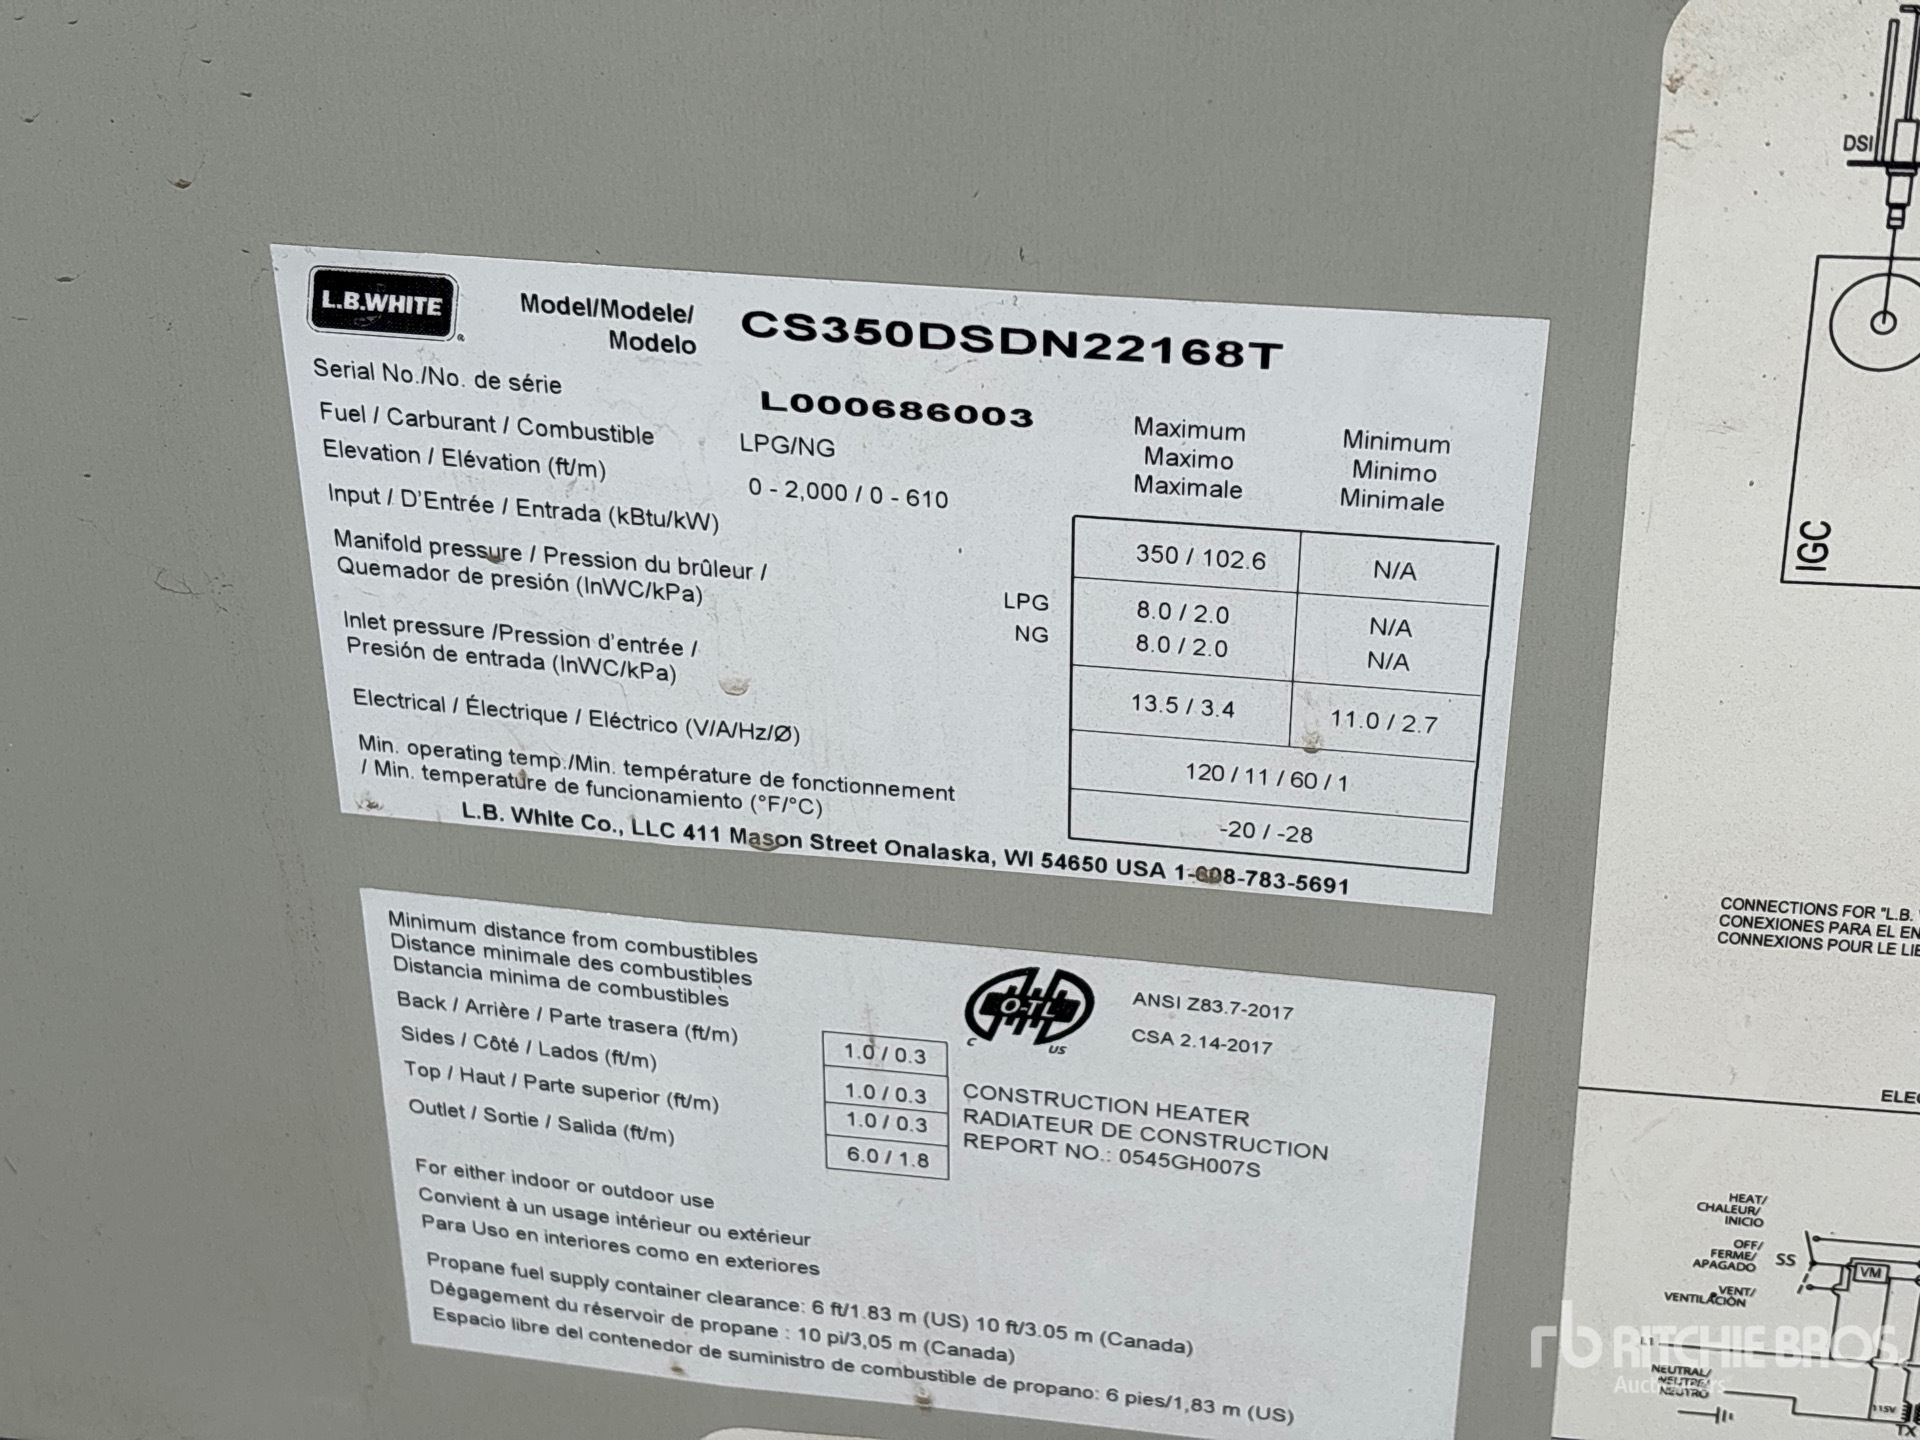 L.B.WHITE
Model/Modele/
Modelo
CS350DSDN22168T
Serial No./No. de série
L000686003
Fuel / Carburant / Combustible
LPG/NG
Elevation / Elévation (ft/m)
0 - 2,000 / 0 - 610
Maximum
Maximo
Maximale
Minimum
Minimo
Minimale
Input / D'Entrée / Entrada (kBtu/kW)
350 / 102.6
N/A
Manifold pressure / Pression du brûleur /
Quemador de presión (InWC/kPa)
LPG
8.0 / 2.0
N/A
NG
8.0 / 2.0
N/A
Inlet pressure /Pression d'entrée /
Presión de entrada (InWC/kPa)
13.5 / 3.4
11.0 / 2.7
Electrical / Électrique / Eléctrico (V/A/Hz/Ø)
120 / 11 / 60 / 1
Min. operating temp./Min. température de fonctionnement
/ Min. temperature de funcionamiento (°F/°C)
-20 / -28
L.B. White Co., LLC 411 Mason Street Onalaska, WI 54650 USA 1-608-783-5691
Minimum distance from combustibles
Distance minimale des combustibles
Distancia minima de combustibles
Back / Arrière / Parte trasera (ft/m)
1.0 / 0.3
Sides / Côté / Lados (ft/m)
1.0 / 0.3
Top / Haut / Parte superior (ft/m)
1.0 / 0.3
Outlet / Sortie / Salida (ft/m)
6.0 / 1.8
C
US
ANSI Z83.7-2017
CSA 2.14-2017
CONSTRUCTION HEATER
RADIATEUR DE CONSTRUCTION
REPORT NO.: 0545GH007S
For either indoor or outdoor use
Convient à un usage intérieur ou extérieur
Para Uso en interiores como en exteriores
Propane fuel supply container clearance: 6 ft/1.83 m (US) 10 ft/3.05 m (Canada)
Dégagement du réservoir de propane : 10 pi/3,05 m (Canada)
Espacio libre del contenedor de suministro de combustible de propano: 6 pies/1,83 m (US)
DSI
IGC
CONNECTIONS FOR "L.B.
CONEXIONES PARA EL
CONNEXIONS POUR LE
HEAT/
CHALEUR/
INICIO
OFF/
FERME/
APAGADO
SS
VM
VENT/
VENTILACIÓN
L1
NEUTRAL/
NEUTRE/
NEUTRO
115V
TX
rb RITCHIE BROS.
Auctioneers